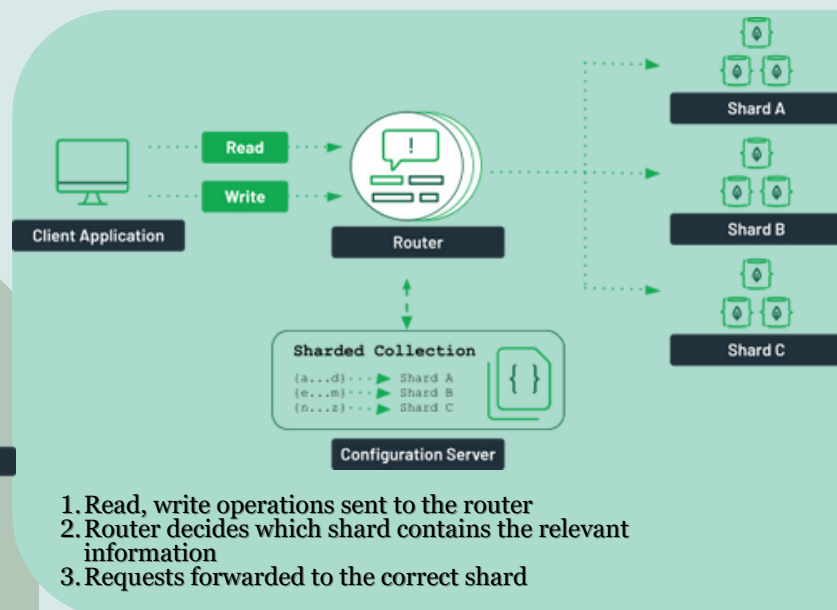 Shard A
Read
Write
Client Application
Router
!
Shard B
Sharded Collection
{a...d} Shard A
{e...m} Shard B
{n...z} Shard C
{ }
Shard C
Configuration Server
1. Read, write operations sent to the router
2. Router decides which shard contains the relevant
information
3. Requests forwarded to the correct shard